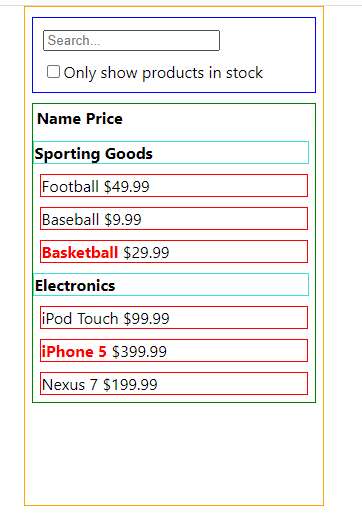 Search...
Only show products in stock
Name Price
Sporting Goods
Football $49.99
Baseball $9.99
Basketball $29.99
Electronics
iPod Touch $99.99
iPhone 5 $399.99
Nexus 7 $199.99